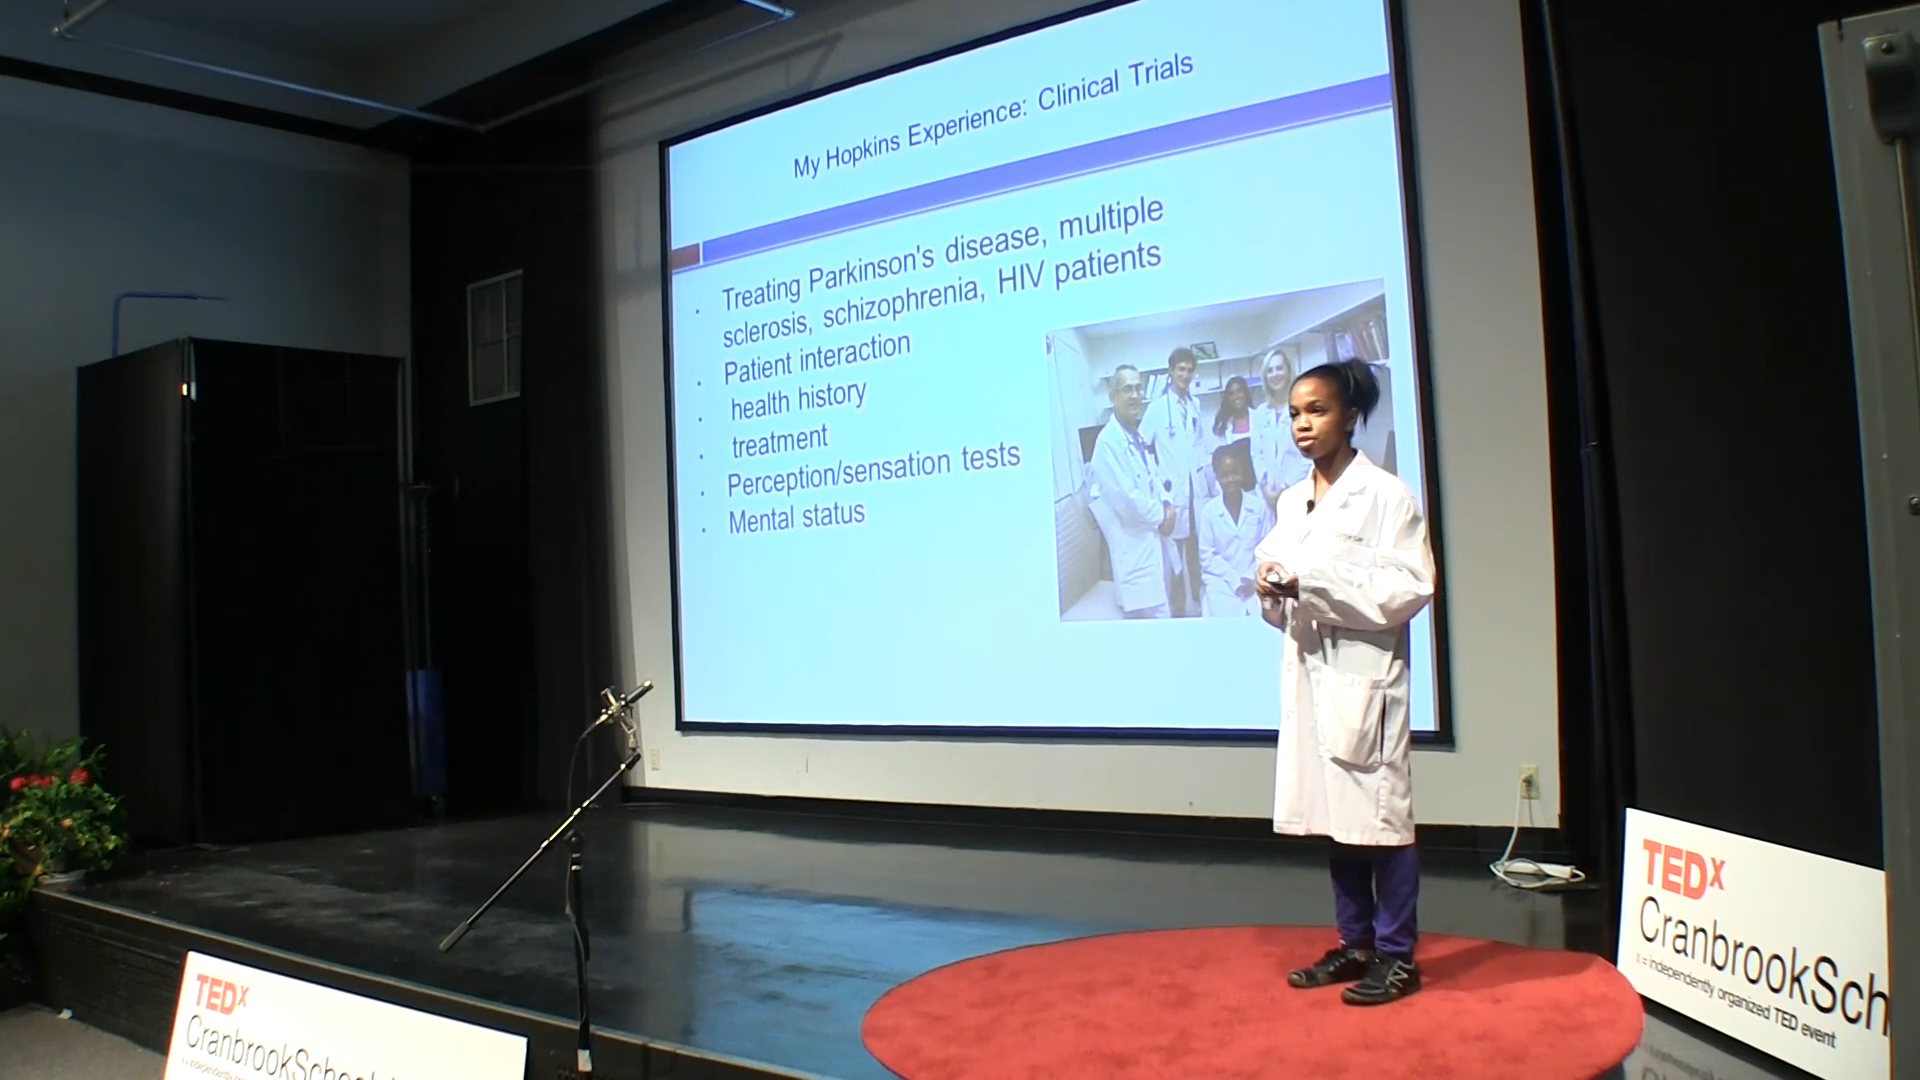 My Hopkins Experience: Clinical Trials
Treating Parkinson's disease, multiple
sclerosis, schizophrenia, HIV patients
Patient interaction
health history
treatment
Perception/sensation tests
Mental status
TEDx
CranbrookSch
x = independently organized TED event
TEDx